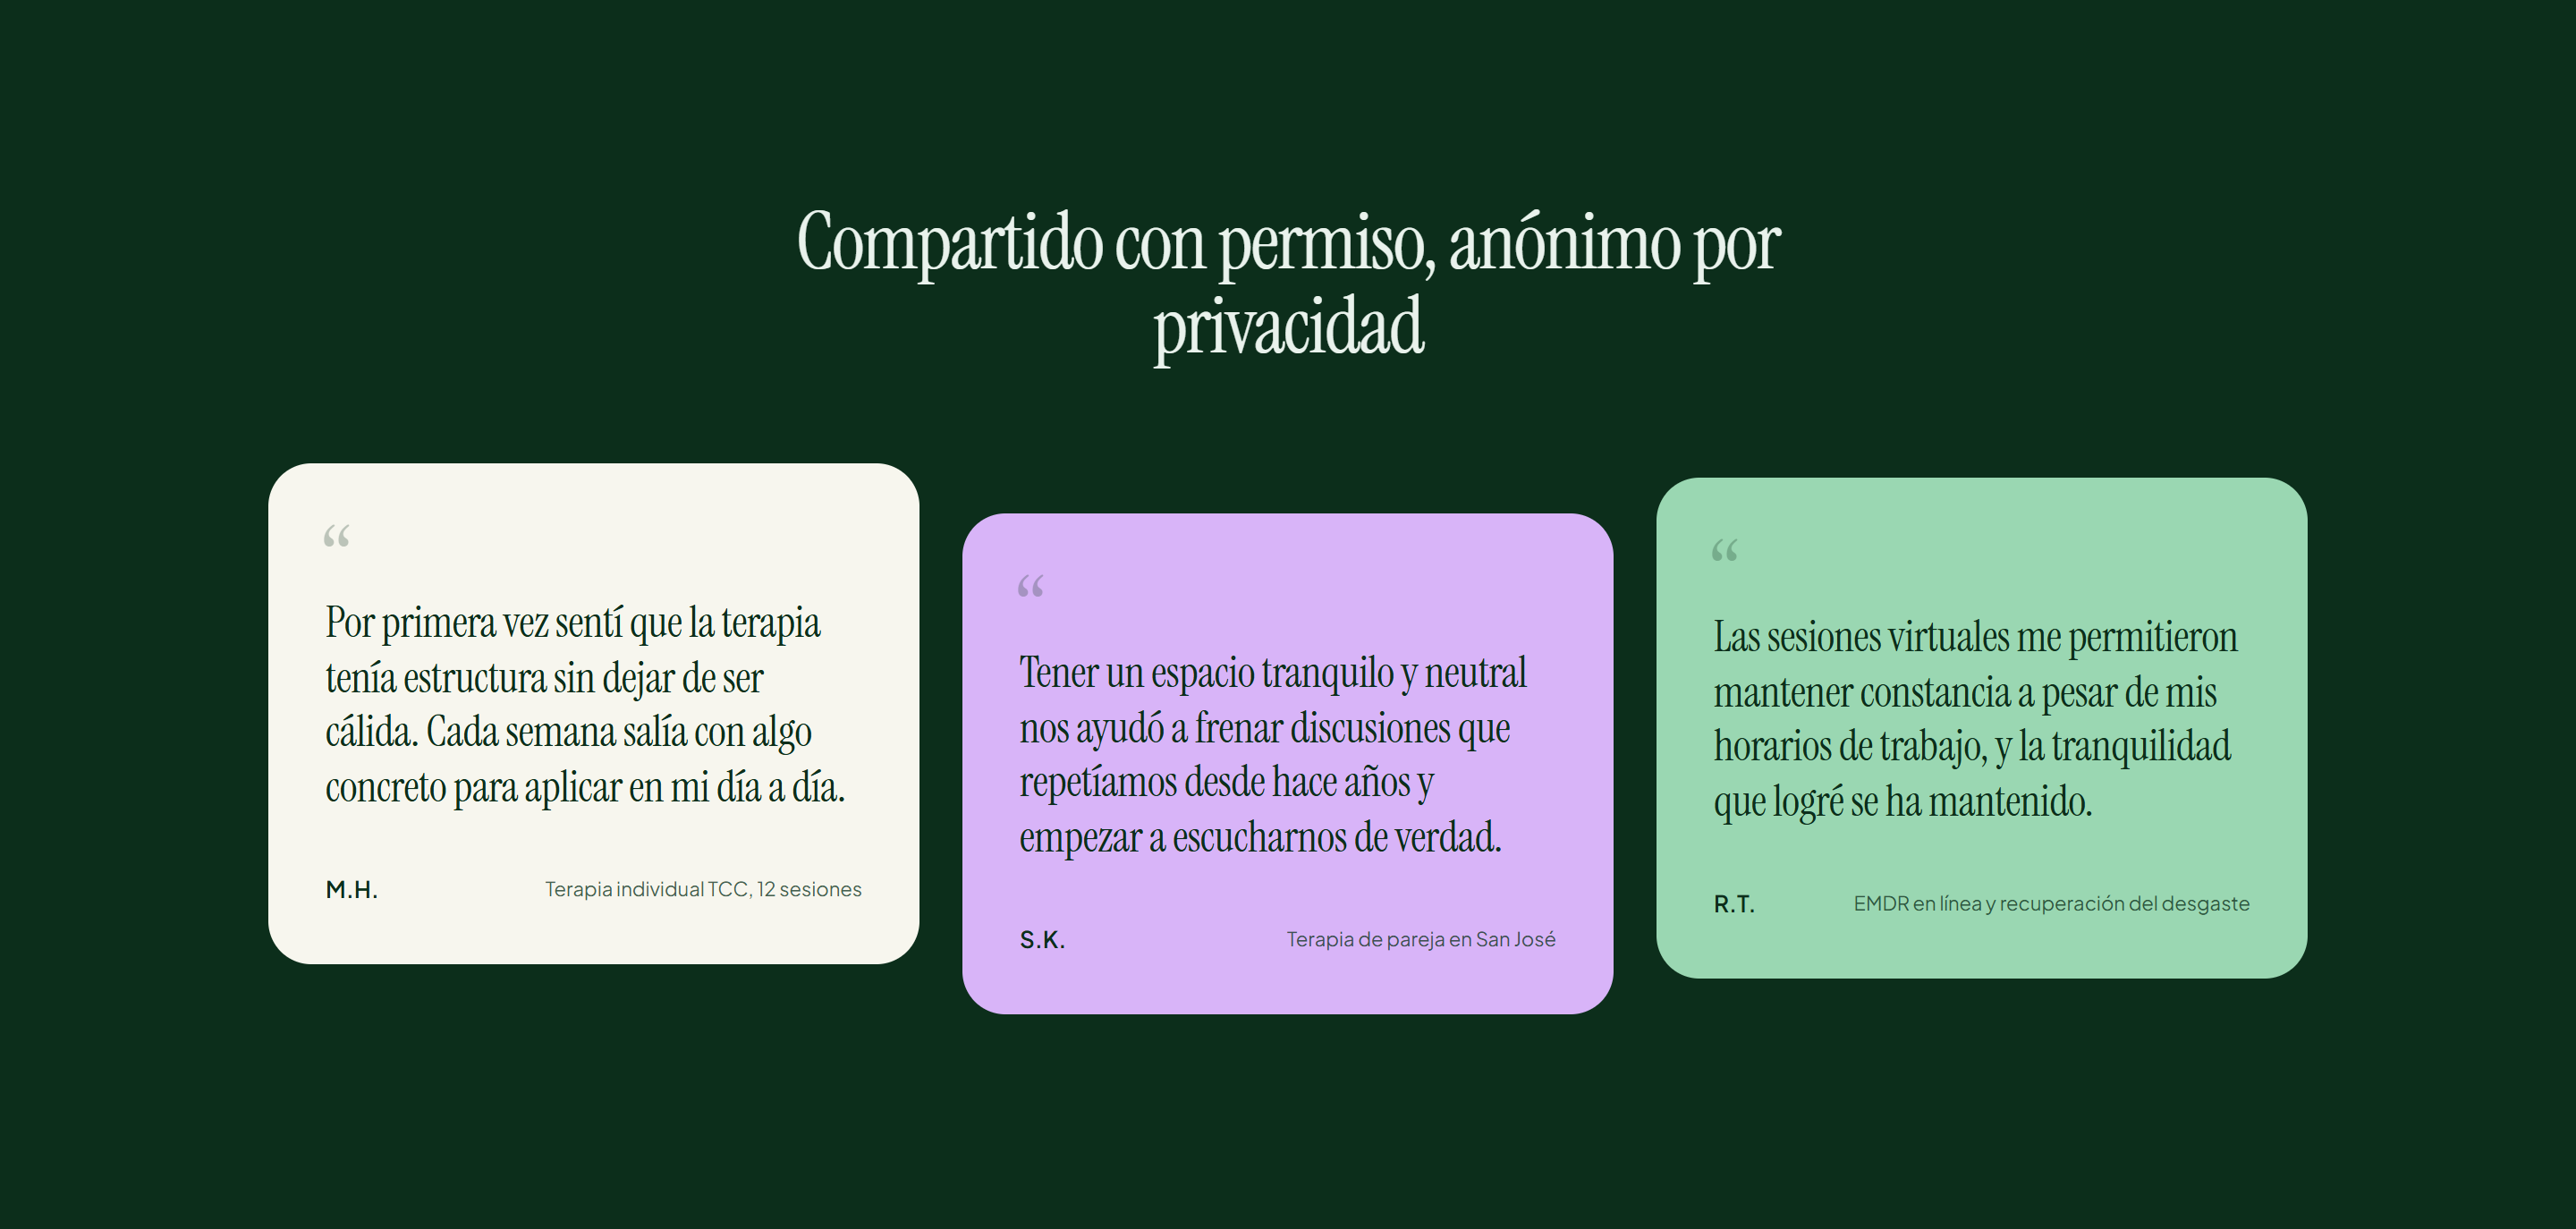 Compartido con permiso, anónimo por
privacidad
“
Por primera vez sentí que la terapia
tenía estructura sin dejar de ser
cálida. Cada semana salía con algo
concreto para aplicar en mi día a día.
M.H.
Terapia individual TCC, 12 sesiones
“
Tener un espacio tranquilo y neutral
nos ayudó a frenar discusiones que
repetíamos desde hace años y
empezar a escucharnos de verdad.
S.K.
Terapia de pareja en San José
“
Las sesiones virtuales me permitieron
mantener constancia a pesar de mis
horarios de trabajo, y la tranquilidad
que logré se ha mantenido.
R.T.
EMDR en línea y recuperación del desgaste